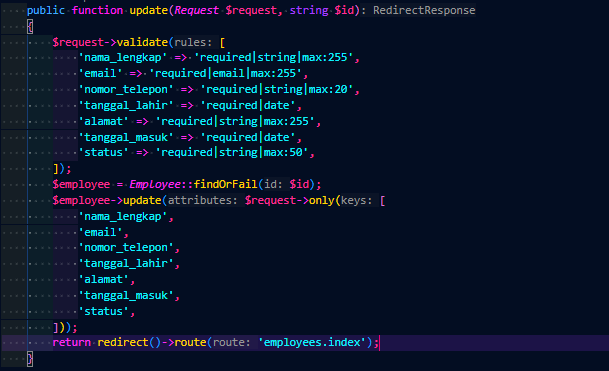 public function update(Request $request, string $id): RedirectResponse
{
$request->validate(rules: [
'nama_lengkap' => 'required|string|max:255',
'email' => 'required|email|max:255',
'nomor_telepon' => 'required|string|max:20',
'tanggal_lahir' => 'required|date',
'alamat' => 'required|string|max:255',
'tanggal_masuk' => 'required|date',
'status' => 'required|string|max:50',
]);
$employee = Employee::findOrFail(id: $id);
$employee->update(attributes: $request->only(keys: [
'nama_lengkap',
'email',
'nomor_telepon',
'tanggal_lahir',
'alamat',
'tanggal_masuk',
'status',
]));
return redirect()->route(route: 'employees.index');
}